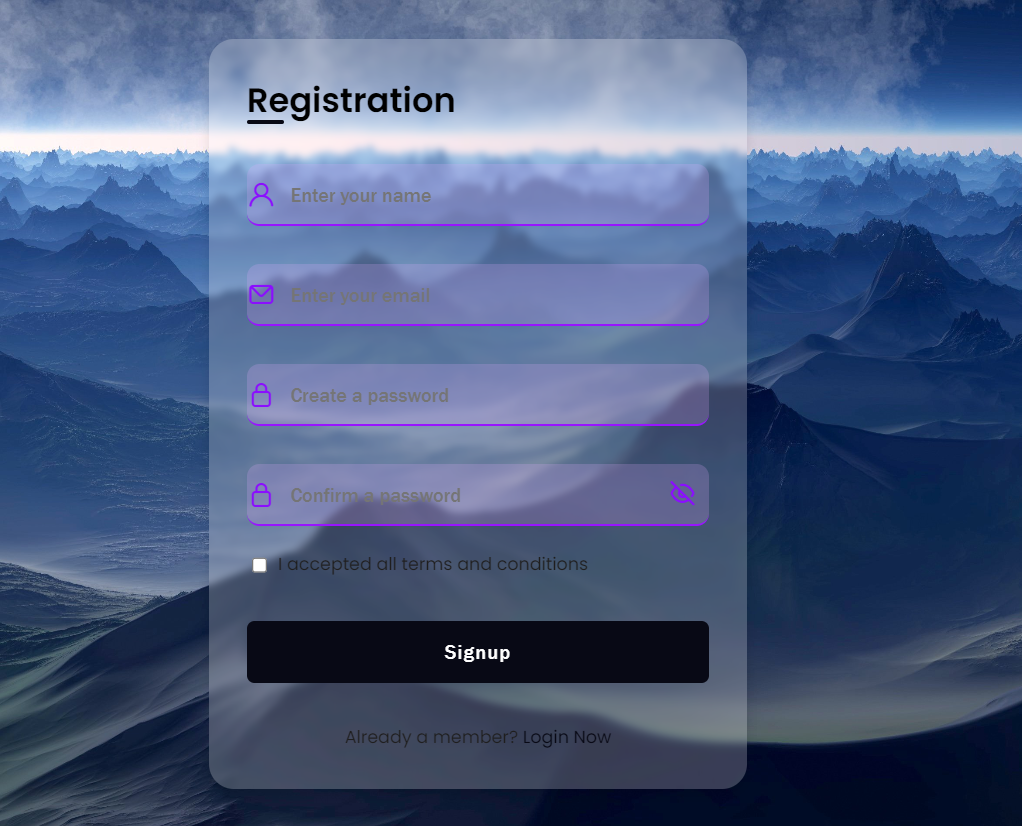 Registration
Enter your name
Enter your email
Create a password
Confirm a password
I accepted all terms and conditions
Signup
Already a member? Login Now